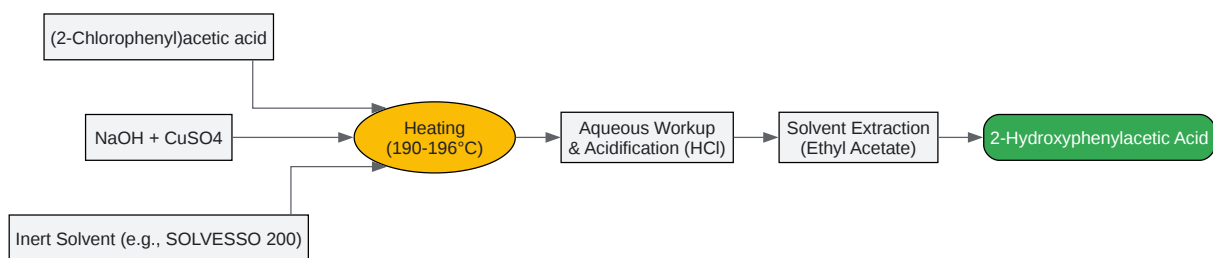 (2-Chlorophenyl)acetic acid
NaOH + CuSO4
Inert Solvent (e.g., SOLVESSO 200)
Heating
(190-196°C)
Aqueous Workup
& Acidification (HCl)
Solvent Extraction
(Ethyl Acetate)
2-Hydroxyphenylacetic Acid